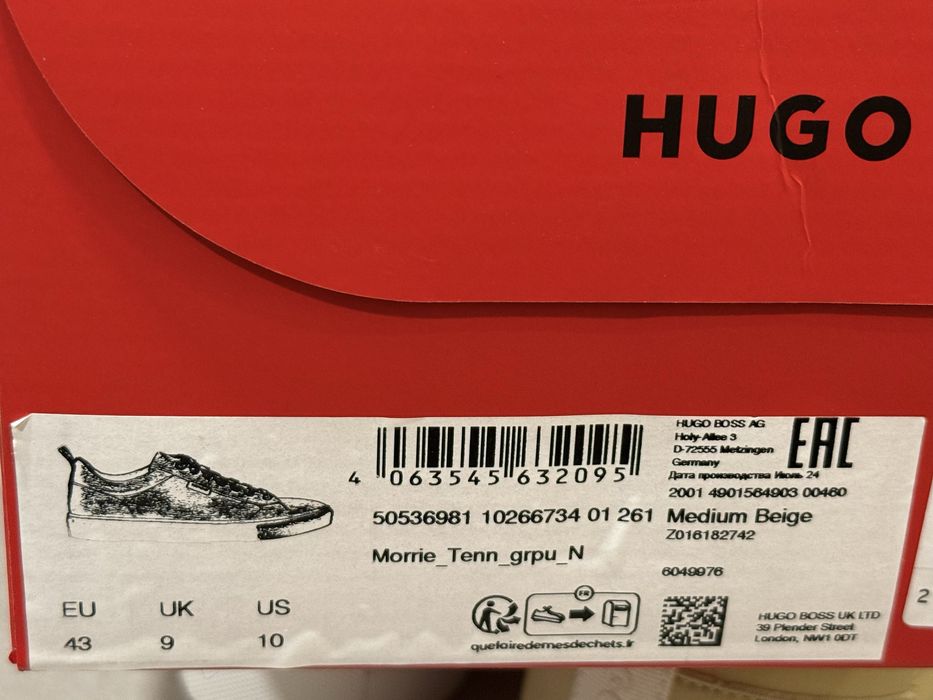 HUGO
4 063545 632095
HUGO BOSS AG
Holy-Allee 3
D-72555 Metzingen
Germany
Дата производства Июль 24
EAC
2001 4901564903 00460
50536981 10266734 01 261
Medium Beige
Z016182742
Morrie_Tenn_grpu_N
6049976
EU UK US
43 9 10
FR
quefairedemesdechets.fr
HUGO BOSS UK LTD
39 Plender Street
London, NW1 0DT
2